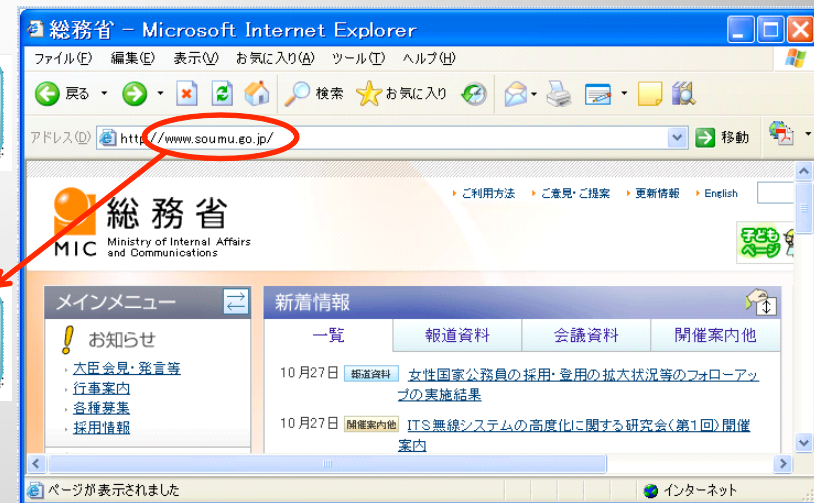 総務省 - Microsoft Internet Explorer
ファイル(F) 編集(E) 表示(V) お気に入り(A) ツール(T) ヘルプ(H)
戻る 検索 お気に入り
アドレス(D) http://www.soumu.go.jp/ 移動
ご利用方法 ご意見・ご提案 更新情報 English
総務省
MIC Ministry of Internal Affairs
and Communications
子ども
ページ
メインメニュー
お知らせ
大臣会見・発言等
行事案内
各種募集
採用情報
新着情報
一覧 報道資料 会議資料 開催案内他
10月27日 報道資料 女性国家公務員の採用・登用の拡大状況等のフォローアッ
プの実施結果
10月27日 開催案内他 ITS無線システムの高度化に関する研究会(第1回)開催
案内
ページが表示されました インターネット